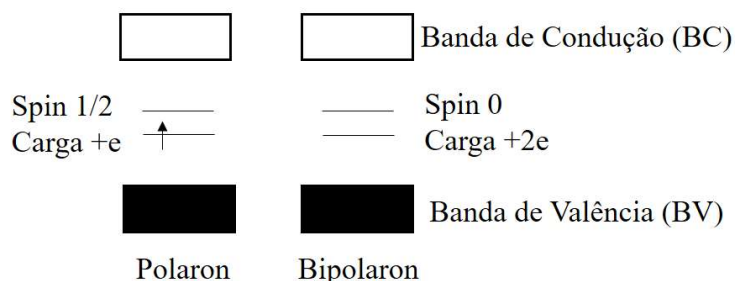 Banda de Condução (BC)
Spin 1/2
Carga +e
Spin 0
Carga +2e
Banda de Valência (BV)
Polaron
Bipolaron